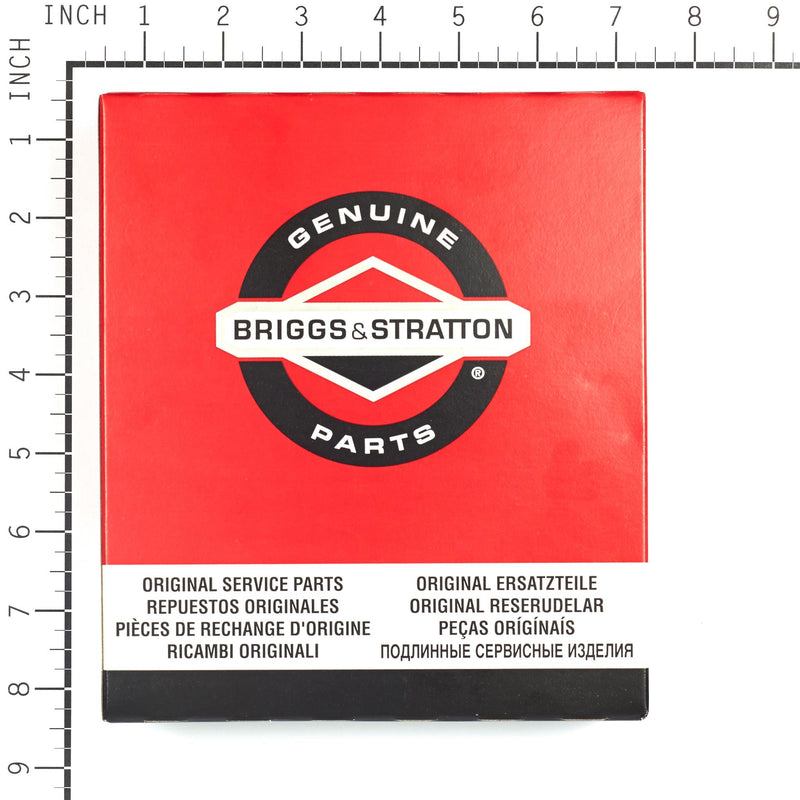 INCH 1 2 3 4 5 6 7 8 9
INCH
1
2
3
4
5
6
7
8
9
GENUINE
BRIGGS & STRATTON
®
PARTS
ORIGINAL SERVICE PARTS
REPUESTOS ORIGINALES
PIÈCES DE RECHANGE D'ORIGINE
RICAMBI ORIGINALI
ORIGINAL ERSATZTEILE
ORIGINAL RESERUDELAR
PEÇAS ORÍGÍNAÍS
ПОДЛИННЫЕ СЕРВИСНЫЕ ИЗДЕЛИЯ